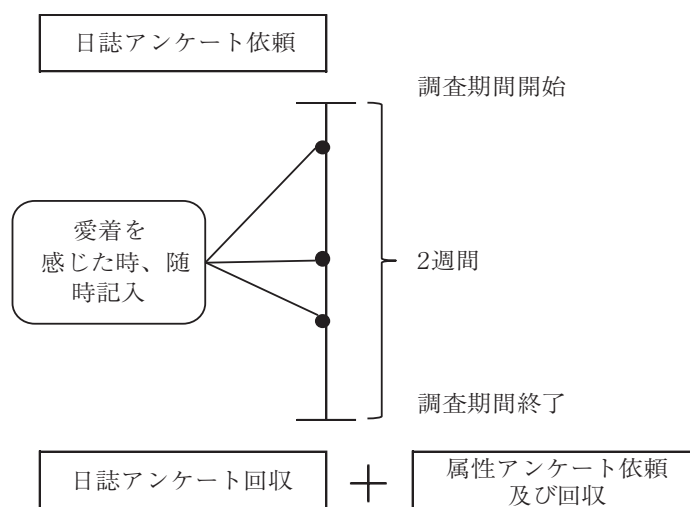 日誌アンケート依頼
調査期間開始
愛着を
感じた時、随
時記入
2週間
調査期間終了
日誌アンケート回収
属性アンケート依頼
及び回収